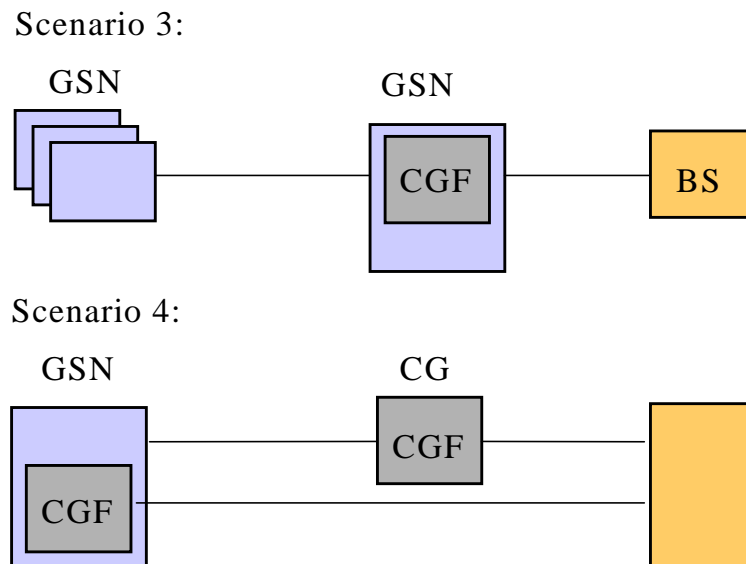 Scenario 3:
GSN
GSN
CGF
BS
Scenario 4:
GSN
CG
CGF
CGF